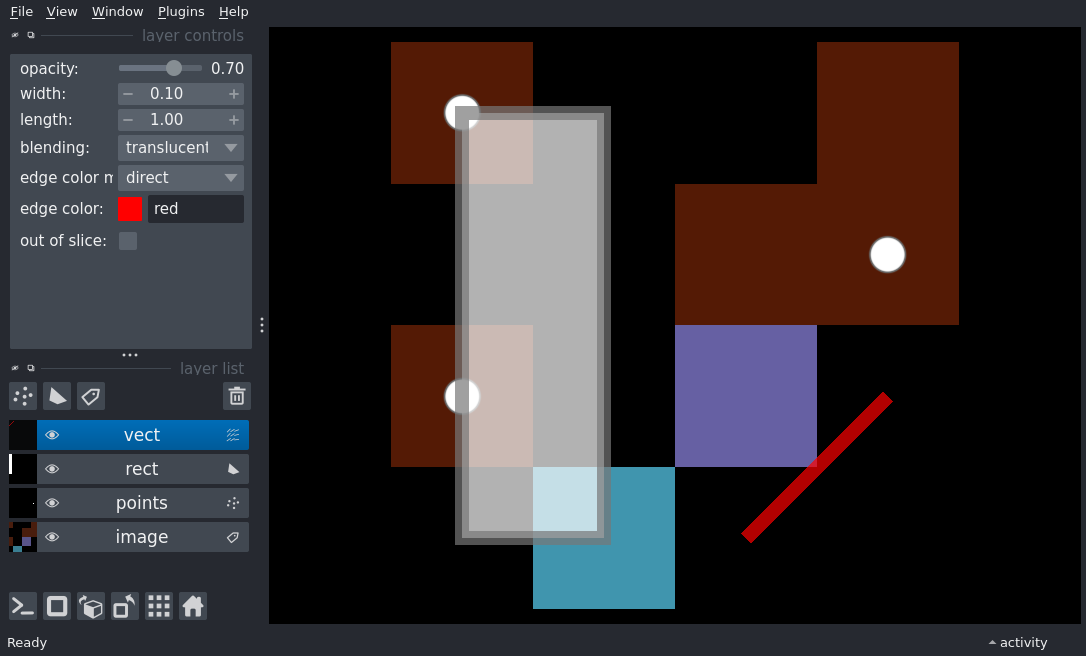 File View Window Plugins Help
layer controls
opacity: 0.70
width: 0.10
length: 1.00
blending: translucent
edge color m direct
edge color: red
out of slice:
layer list
vect
rect
points
image
Ready activity